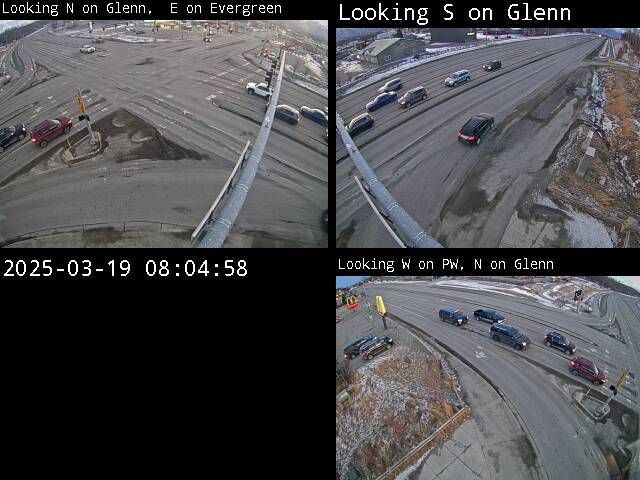 Looking N on Glenn,  E on Evergreen
Looking S on Glenn
2025-03-19 08:04:58
Looking W on PW, N on Glenn